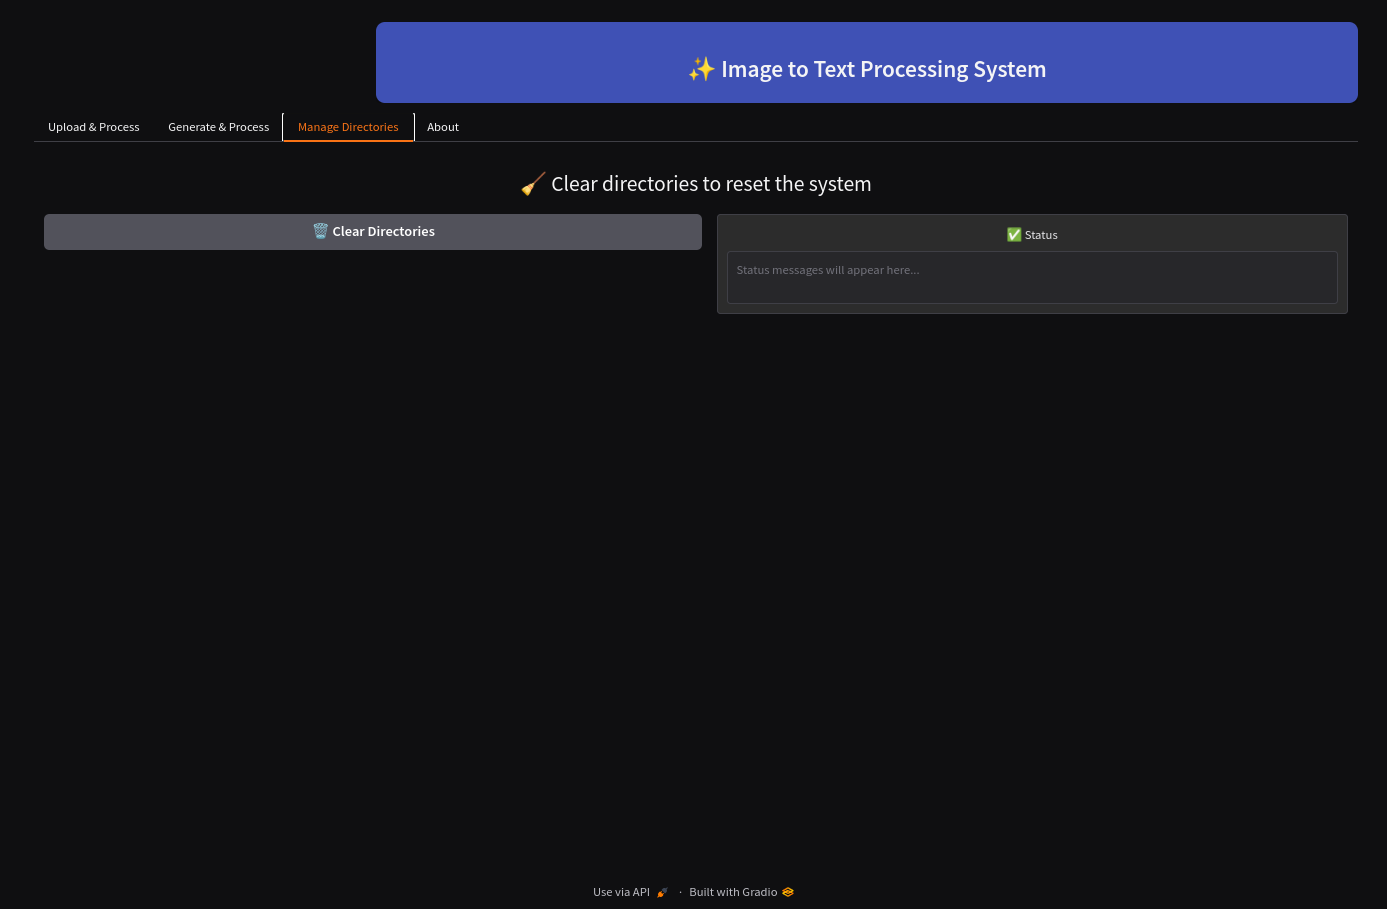 ✨ Image to Text Processing System
Upload & Process Generate & Process Manage Directories About
🧹 Clear directories to reset the system
🗑️ Clear Directories
✅ Status
Status messages will appear here...
Use via API 🚀 · Built with Gradio